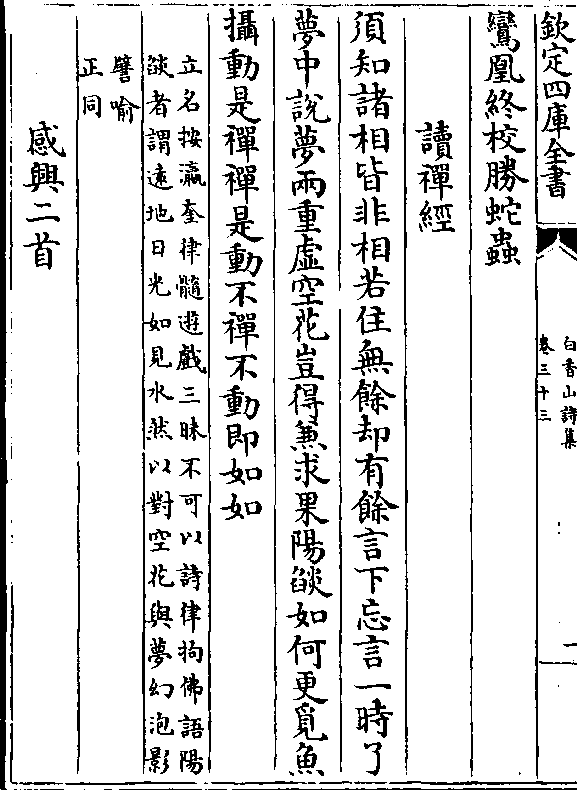 欽定四庫全書
白香山詩集
卷三十三
一
鸞凰終校勝蛇蟲
讀禪經
須知諸相皆非相若住無餘却有餘言下忘言一時了
夢中說夢兩重虛空花豈得兼求果陽燄如何更覓魚
攝動是禪禪是動不禪不動即如如
立名按瀛奎律髓遊戲三昧不可以詩律拘佛語陽
燄者謂遠地日光如見水然以對空花與夢幻泡影
譬喻
正同
感興二首